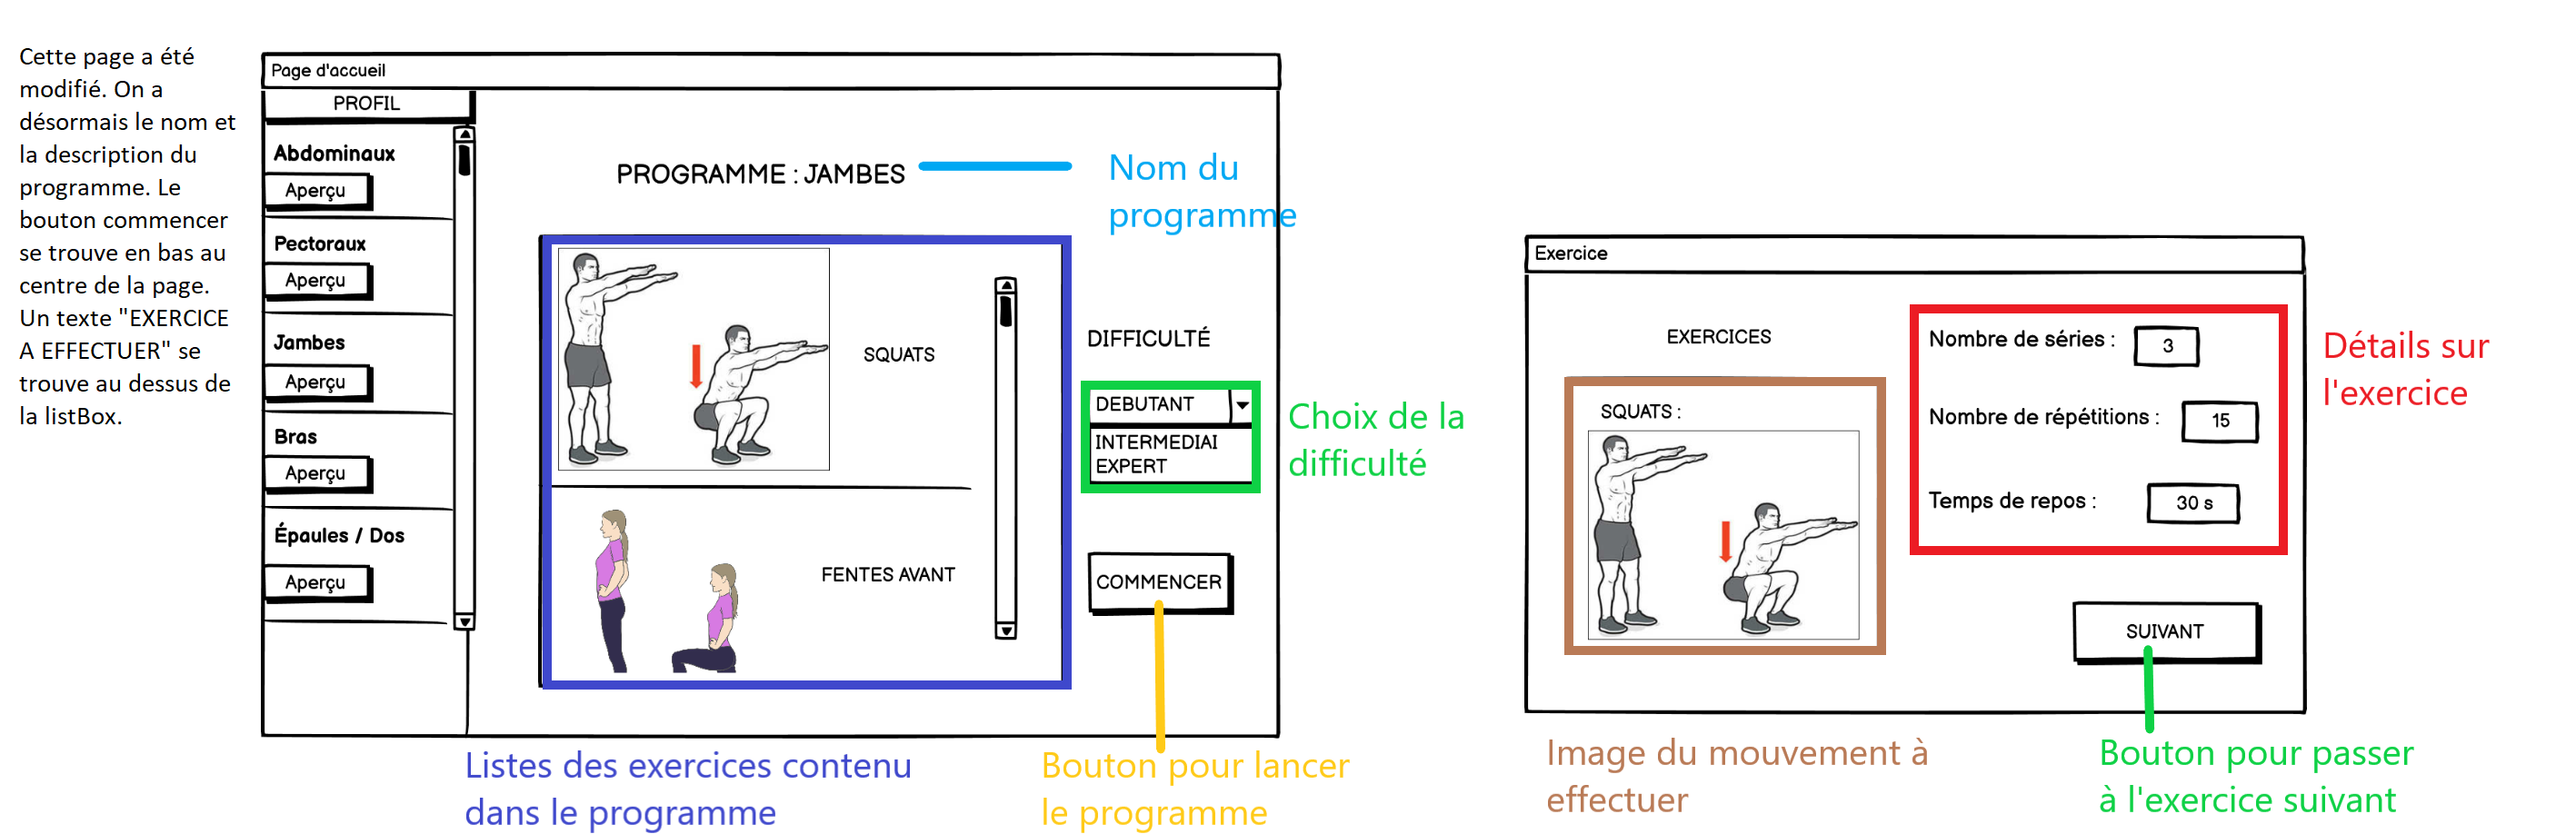 Cette page a été
modifié. On a
désormais le nom et
la description du
programme. Le
bouton commencer
se trouve en bas au
centre de la page.
Un texte "EXERCICE
A EFFECTUER" se
trouve au dessus de
la listBox.
Page d'accueil
PROFIL
Abdominaux
Aperçu
Pectoraux
Aperçu
Jambes
Aperçu
Bras
Aperçu
Épaules / Dos
Aperçu
PROGRAMME : JAMBES
Nom du
programme
SQUATS
FENTES AVANT
DIFFICULTÉ
DEBUTANT
INTERMEDIAI
EXPERT
Choix de la
difficulté
COMMENCER
Listes des exercices contenu
dans le programme
Bouton pour lancer
le programme
Exercice
EXERCICES
SQUATS :
Nombre de séries :
3
Nombre de répétitions :
15
Temps de repos :
30 s
Détails sur
l'exercice
SUIVANT
Image du mouvement à
effectuer
Bouton pour passer
à l'exercice suivant